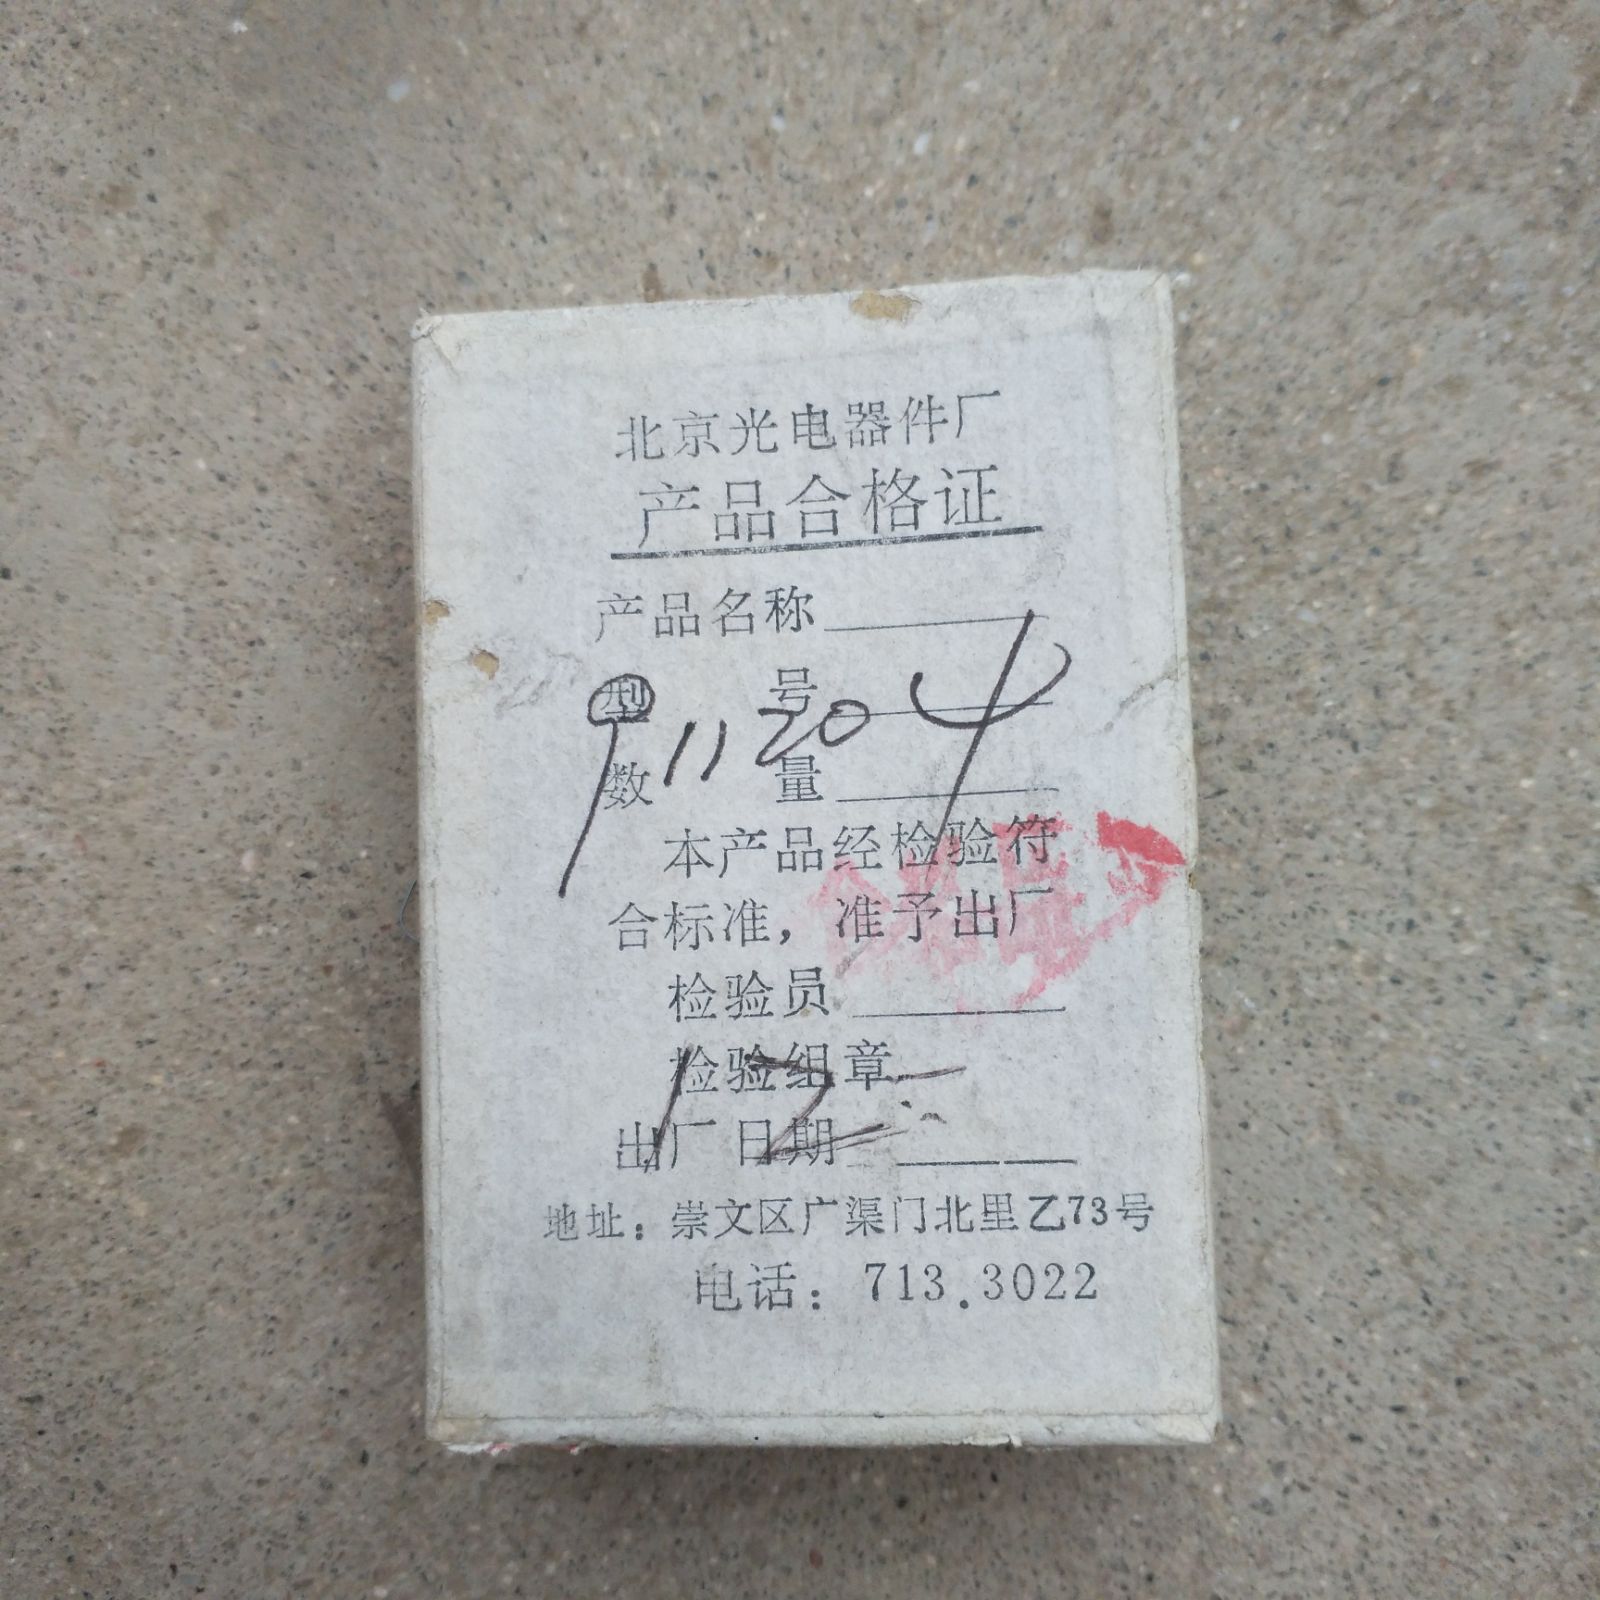 北京光电器件厂
产品合格证
产品名称
型 号
911204
数 量
本产品经检验符
合标准，准予出厂
检验员
检验组章
出厂日期
地址：崇文区广渠门北里乙73号
电话：713.3022